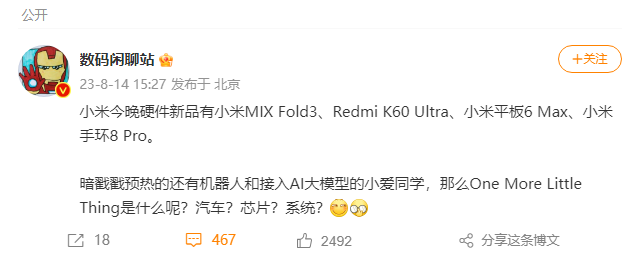 公开
数码闲聊站
+关注
23-8-14 15:27 发布于 北京
小米今晚硬件新品有小米MIX Fold3、Redmi K60 Ultra、小米平板6 Max、小米
手环8 Pro。
暗戳戳预热的还有机器人和接入AI大模型的小爱同学，那么One More Little
Thing是什么呢？汽车？芯片？系统？
18 467 2492 分享这条博文